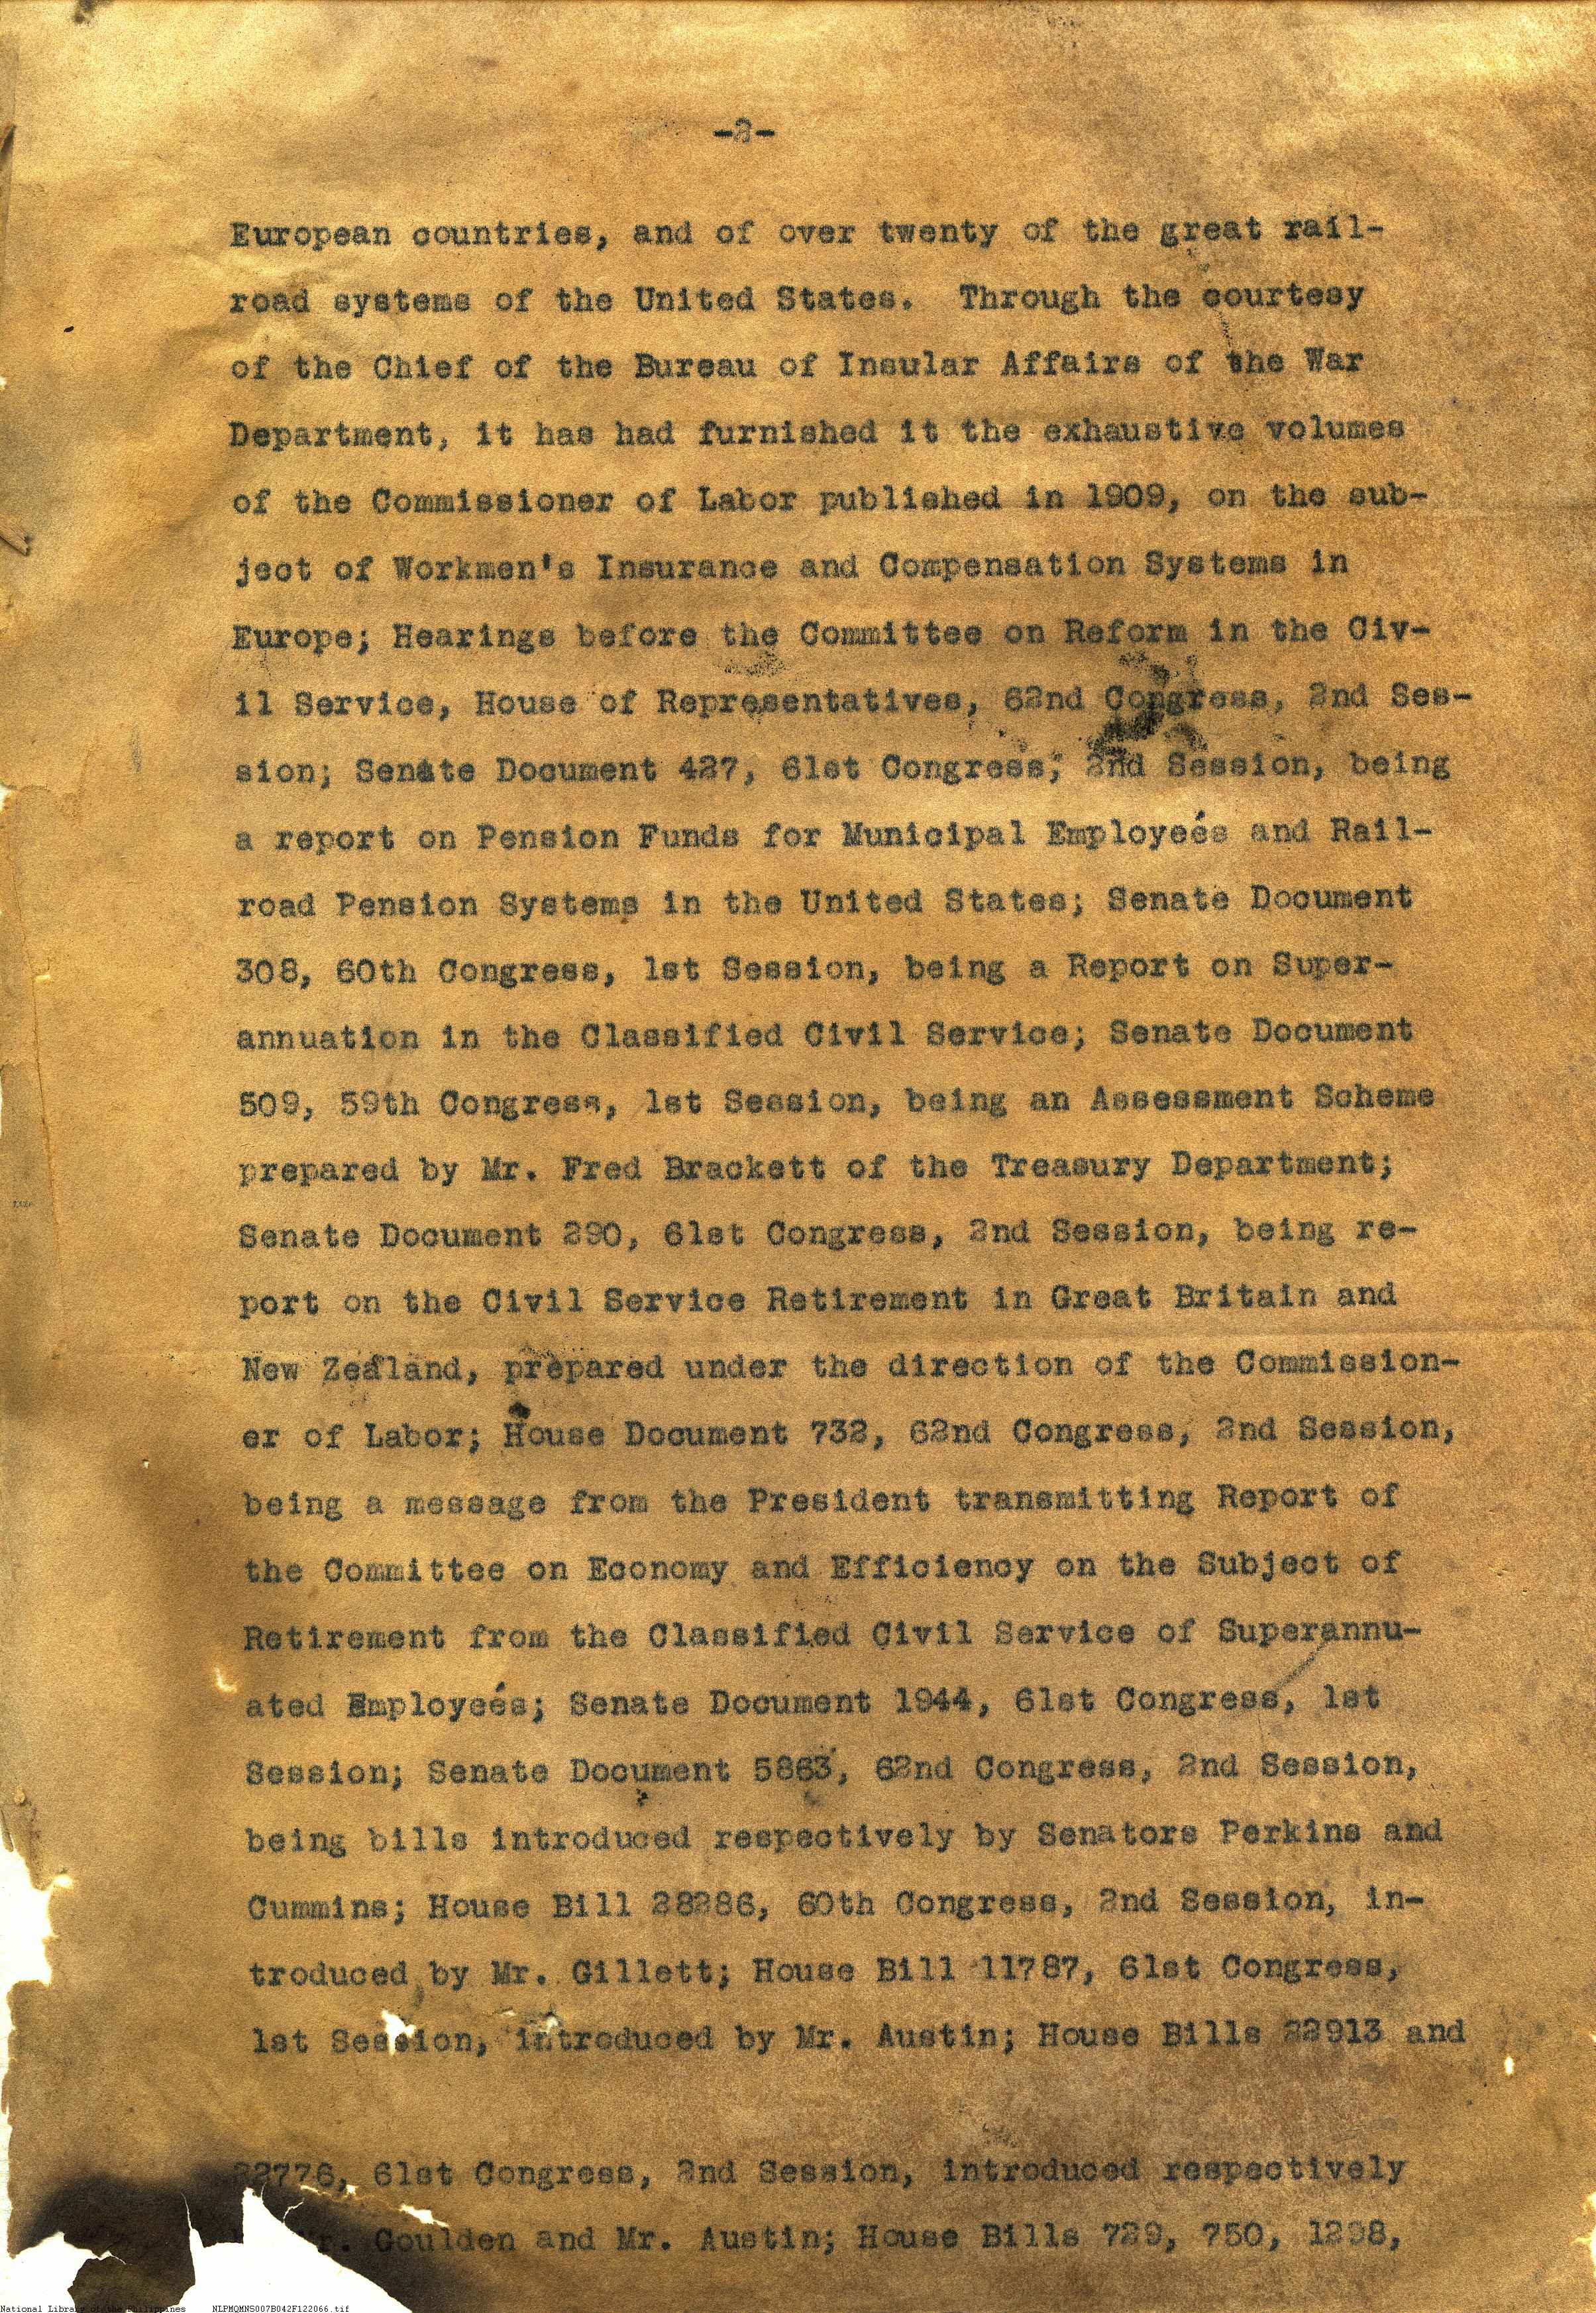 -2-
European countries, and of over twenty of the great rail-
road systems of the United States.  Through the courtesy
of the Chief of the Bureau of Insular Affairs of the War
Department, it has had furnished it the exhaustive volumes
of the Commissioner of Labor published in 1909, on the sub-
ject of Workmen's Insurance and Compensation Systems in
Europe; Hearings before the Committee on Reform in the Civ-
il Service, House of Representatives, 62nd Congress, 2nd Ses-
sion; Senate Document 427, 61st Congress, 2nd Session, being
a report on Pension Funds for Municipal Employeés and Rail-
road Pension Systems in the United States; Senate Document
308, 60th Congress, 1st Session, being a Report on Super-
annuation in the Classified Civil Service; Senate Document
509, 59th Congress, 1st Session, being an Assessment Scheme
prepared by Mr. Fred Brackett of the Treasury Department;
Senate Document 290, 61st Congress, 2nd Session, being re-
port on the Civil Service Retirement in Great Britain and
New Zealand, prepared under the direction of the Commission-
er of Labor; House Document 732, 62nd Congress, 2nd Session,
being a message from the President transmitting Report of
the Committee on Economy and Efficiency on the Subject of
Retirement from the Classified Civil Service of Superannu-
ated Employeés; Senate Document 1944, 61st Congress, 1st
Session; Senate Document 5863, 62nd Congress, 2nd Session,
being bills introduced respectively by Senators Perkins and
Cummins; House Bill 28286, 60th Congress, 2nd Session, in-
troduced by Mr. Gillett; House Bill 11787, 61st Congress,
1st Session, introduced by Mr. Austin; House Bills 22913 and
22776, 61st Congress, 2nd Session, introduced respectively
Mr. Goulden and Mr. Austin; House Bills 729, 750, 1298,
National Library of the Philippines NLPMQMNS007B042F122066.tif